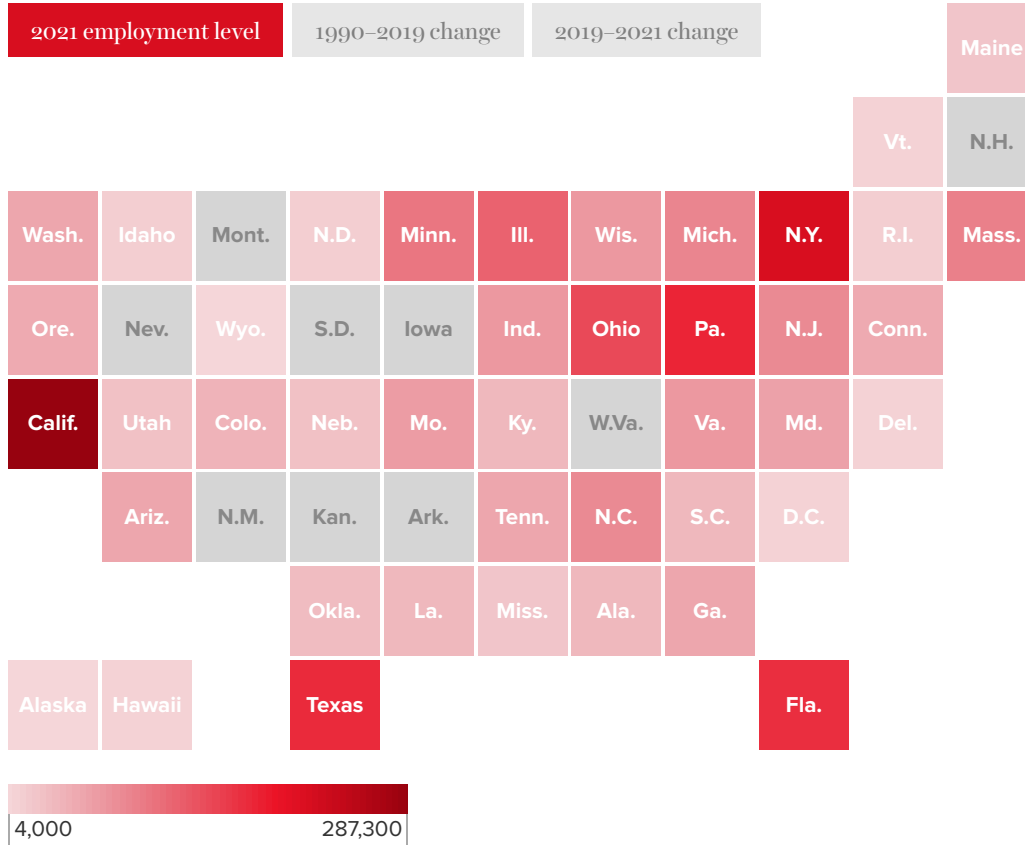 2021 employment level 1990–2019 change 2019–2021 change
Maine
Vt. N.H.
Wash. Idaho Mont. N.D. Minn. Ill. Wis. Mich. N.Y. R.I. Mass.
Ore. Nev. Wyo. S.D. Iowa Ind. Ohio Pa. N.J. Conn.
Calif. Utah Colo. Neb. Mo. Ky. W.Va. Va. Md. Del.
Ariz. N.M. Kan. Ark. Tenn. N.C. S.C. D.C.
Okla. La. Miss. Ala. Ga.
Alaska Hawaii Texas Fla.
4,000 287,300